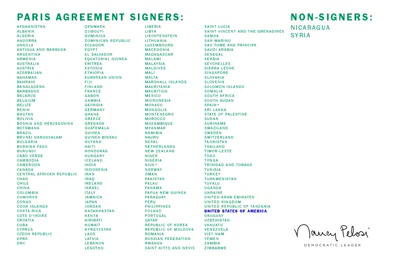 PARIS AGREEMENT SIGNERS:
AFGHANISTAN
ALBANIA
ALGERIA
ANDORRA
ANGOLA
ANTIGUA AND BARBUDA
ARGENTINA
ARMENIA
AUSTRALIA
AUSTRIA
AZERBAIJAN
BAHAMAS
BAHRAIN
BANGLADESH
BARBADOS
BELARUS
BELGIUM
BELIZE
BENIN
BHUTAN
BOLIVIA
BOSNIA AND HERZEGOVINA
BOTSWANA
BRAZIL
BRUNEI DARUSSALAM
BULGARIA
BURKINA FASO
BURUNDI
CABO VERDE
CAMBODIA
CAMEROON
CANADA
CENTRAL AFRICAN REPUBLIC
CHAD
CHILE
CHINA
COLOMBIA
COMOROS
CONGO
COOK ISLANDS
COSTA RICA
COTE D'IVOIRE
CROATIA
CUBA
CYPRUS
CZECH REPUBLIC
DPRK
DRC
DENMARK
DJIBOUTI
DOMINICA
DOMINICAN REPUBLIC
ECUADOR
EGYPT
EL SALVADOR
EQUATORIAL GUINEA
ERITREA
ESTONIA
ETHIOPIA
EUROPEAN UNION
FIJI
FINLAND
FRANCE
GABON
GAMBIA
GEORGIA
GERMANY
GHANA
GREECE
GRENADA
GUATEMALA
GUINEA
GUINEA-BISSAU
GUYANA
HAITI
HONDURAS
HUNGARY
ICELAND
INDIA
INDONESIA
IRAN
IRAQ
IRELAND
ISRAEL
ITALY
JAMAICA
JAPAN
JORDAN
KAZAKHSTAN
KENYA
KIRIBATI
KUWAIT
KYRGYZSTAN
LAOS
LATVIA
LEBANON
LESOTHO
LIBERIA
LIBYA
LIECHTENSTEIN
LITHUANIA
LUXEMBOURG
MACEDONIA
MADAGASCAR
MALAWI
MALAYSIA
MALDIVES
MALI
MALTA
MARSHALL ISLANDS
MAURITANIA
MAURITIUS
MEXICO
MICRONESIA
MONACO
MONGOLIA
MONTENEGRO
MOROCCO
MOZAMBIQUE
MYANMAR
NAMIBIA
NAURU
NEPAL
NETHERLANDS
NEW ZEALAND
NIGER
NIGERIA
NIUE*
NORWAY
OMAN
PAKISTAN
PALAU
PANAMA
PAPUA NEW GUINEA
PARAGUAY
PERU
PHILIPPINES
POLAND
PORTUGAL
QATAR
REPUBLIC OF KOREA
REPUBLIC OF MOLDOVA
ROMANIA
RUSSIAN FEDERATION
RWANDA
SAINT KITTS AND NEVIS
SAINT LUCIA
SAINT VINCENT AND THE GRENADINES
SAMOA
SAN MARINO
SAO TOME AND PRINCIPE
SAUDI ARABIA
SENEGAL
SERBIA
SEYCHELLES
SIERRA LEONE
SINGAPORE
SLOVAKIA
SLOVENIA
SOLOMON ISLANDS
SOMALIA
SOUTH AFRICA
SOUTH SUDAN
SPAIN*
SRI LANKA
STATE OF PALESTINE
SUDAN
SURINAME
SWAZILAND
SWEDEN
SWITZERLAND
TAJIKISTAN
THAILAND
TIMOR-LESTE
TOGO
TONGA
TRINIDAD AND TOBAGO
TUNISIA
TURKEY
TURKMENISTAN
TUVALU
UGANDA
UKRAINE
UNITED ARAB EMIRATES
UNITED KINGDOM
UNITED REPUBLIC OF TANZANIA
UNITED STATES OF AMERICA
URUGUAY
UZBEKISTAN
VANUATU
VENEZUELA
VIET NAM
YEMEN
ZAMBIA
ZIMBABWE
NON-SIGNERS:
NICARAGUA
SYRIA
Nancy Pelosi
DEMOCRATIC LEADER